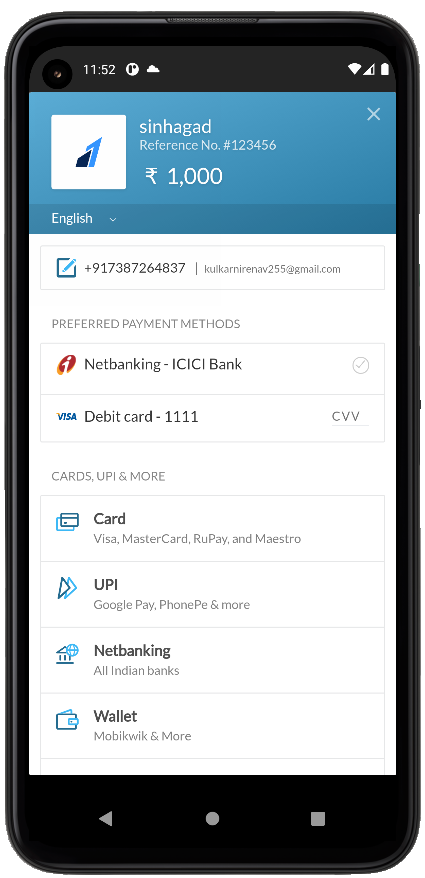 11:52
sinhagad
Reference No. #123456
₹ 1,000
English
+917387264837 | kulkarnirenav255@gmail.com
PREFERRED PAYMENT METHODS
Netbanking - ICICI Bank
VISA Debit card - 1111 CVV
CARDS, UPI & MORE
Card
Visa, MasterCard, RuPay, and Maestro
UPI
Google Pay, PhonePe & more
Netbanking
All Indian banks
Wallet
Mobikwik & More